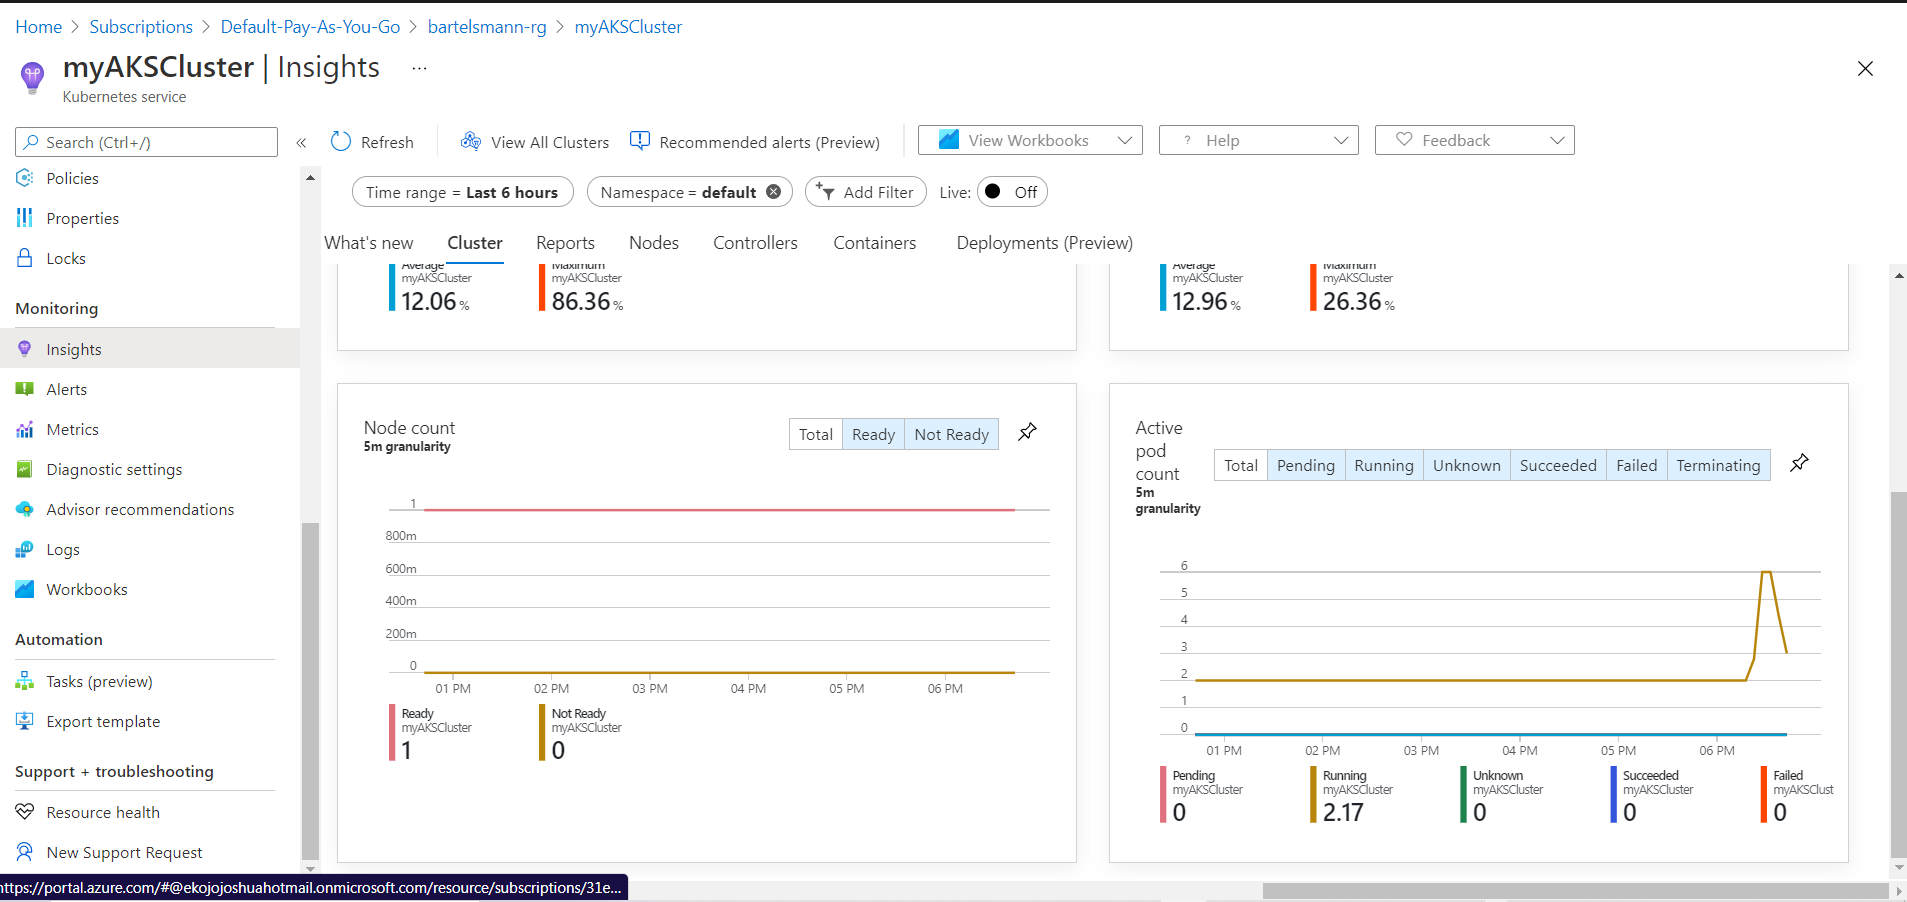 Home > Subscriptions > Default-Pay-As-You-Go > bartelsmann-rg > myAKSCluster
myAKSCluster | Insights ...
Kubernetes service
Search (Ctrl+/)
«
Refresh
View All Clusters
Recommended alerts (Preview)
View Workbooks
? Help
Feedback
Time range = Last 6 hours
Namespace = default
Add Filter
Live: Off
What's new Cluster Reports Nodes Controllers Containers Deployments (Preview)
Policies
Properties
Locks
Monitoring
Insights
Alerts
Metrics
Diagnostic settings
Advisor recommendations
Logs
Workbooks
Automation
Tasks (preview)
Export template
Support + troubleshooting
Resource health
New Support Request
Average
myAKSCluster
12.06 %
Maximum
myAKSCluster
86.36 %
Average
myAKSCluster
12.96 %
Maximum
myAKSCluster
26.36 %
Node count
5m granularity
Total Ready Not Ready
1
800m
600m
400m
200m
0
01 PM 02 PM 03 PM 04 PM 05 PM 06 PM
Ready
myAKSCluster
1
Not Ready
myAKSCluster
0
Active
pod
count
5m
granularity
Total Pending Running Unknown Succeeded Failed Terminating
6
5
4
3
2
1
0
01 PM 02 PM 03 PM 04 PM 05 PM 06 PM
Pending
myAKSCluster
0
Running
myAKSCluster
2.17
Unknown
myAKSCluster
0
Succeeded
myAKSCluster
0
Failed
myAKSClust
0
https://portal.azure.com/#@ekojojoshuahotmail.onmicrosoft.com/resource/subscriptions/31e...